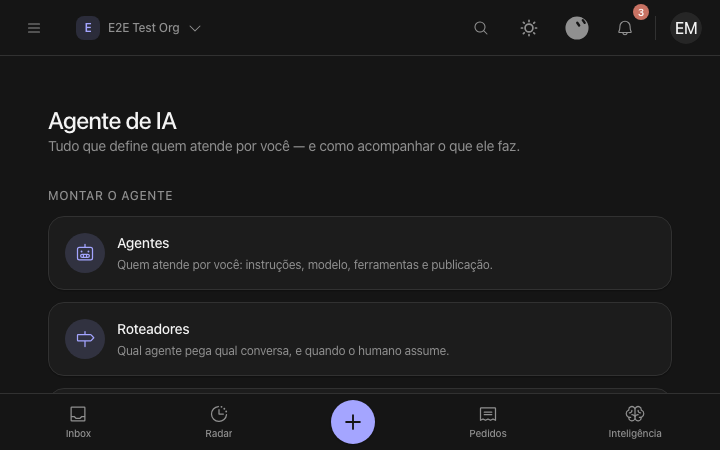 E
E2E Test Org
3
EM
Agente de IA
Tudo que define quem atende por você — e como acompanhar o que ele faz.
MONTAR O AGENTE
Agentes
Quem atende por você: instruções, modelo, ferramentas e publicação.
Roteadores
Qual agente pega qual conversa, e quando o humano assume.
Inbox
Radar
Pedidos
Inteligência